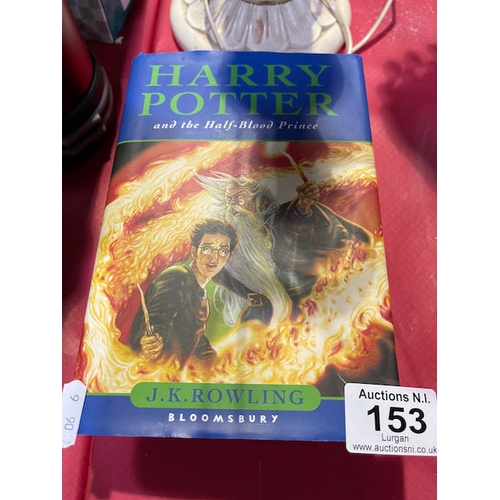 HARRY
POTTER
and the Half-Blood Prince
J.K.ROWLING
BLOOMSBURY
Auctions N.I.
153
Lurgan
www.auctionsni.co.uk